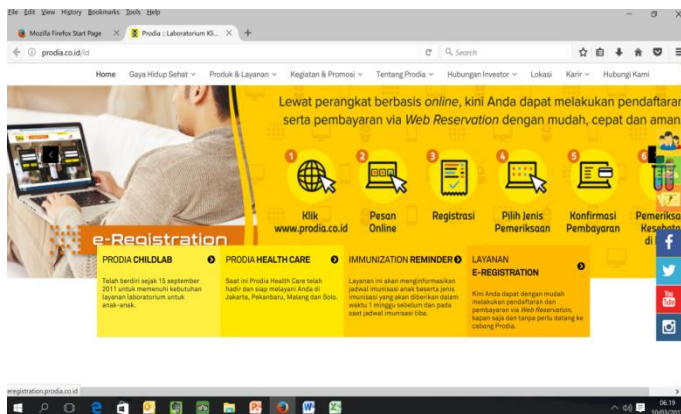 File Edit View History Bookmarks Tools Help
Mozilla Firefox Start Page
Prodia : Laboratorium Kli...
prodia.co.id/id
Search
Home Gaya Hidup Sehat Produk & Layanan Kegiatan & Promosi Tentang Prodia Hubungan Investor Lokasi Karir Hubungi Kami
Lewat perangkat berbasis online, kini Anda dapat melakukan pendaftaran
serta pembayaran via Web Reservation dengan mudah, cepat dan aman
1 2 3 4 5 6
Klik
www.prodia.co.id
Pesan
Online
Registrasi
Pilih Jenis
Pemeriksaan
Konfirmasi
Pembayaran
Pemeriksa
Kesehata
di
e-Registration
PRODIA CHILDLAB
Telah berdiri sejak 15 september
2011 untuk memenuhi kebutuhan
layanan laboratorium untuk
anak-anak.
PRODIA HEALTH CARE
Saat ini Prodia Health Care telah
hadir dan siap melayani Anda di
Jakarta, Pekanbaru, Malang dan Solo.
IMMUNIZATION REMINDER
Layanan ini akan menginformasikan
jadwal imunisasi anak beserta jenis
imunisasi yang akan diberikan dalam
waktu 1 minggu sebelum dan pada
saat jadwal imunisasi tiba.
LAYANAN
E-REGISTRATION
Kini Anda dapat dengan mudah
melakukan pendaftaran dan
pembayaran via Web Reservation,
kapan saja dan tanpa perlu datang ke
cabang Prodia.
You
Tube
eregistration.prodia.co.id
06.19
10/03/201